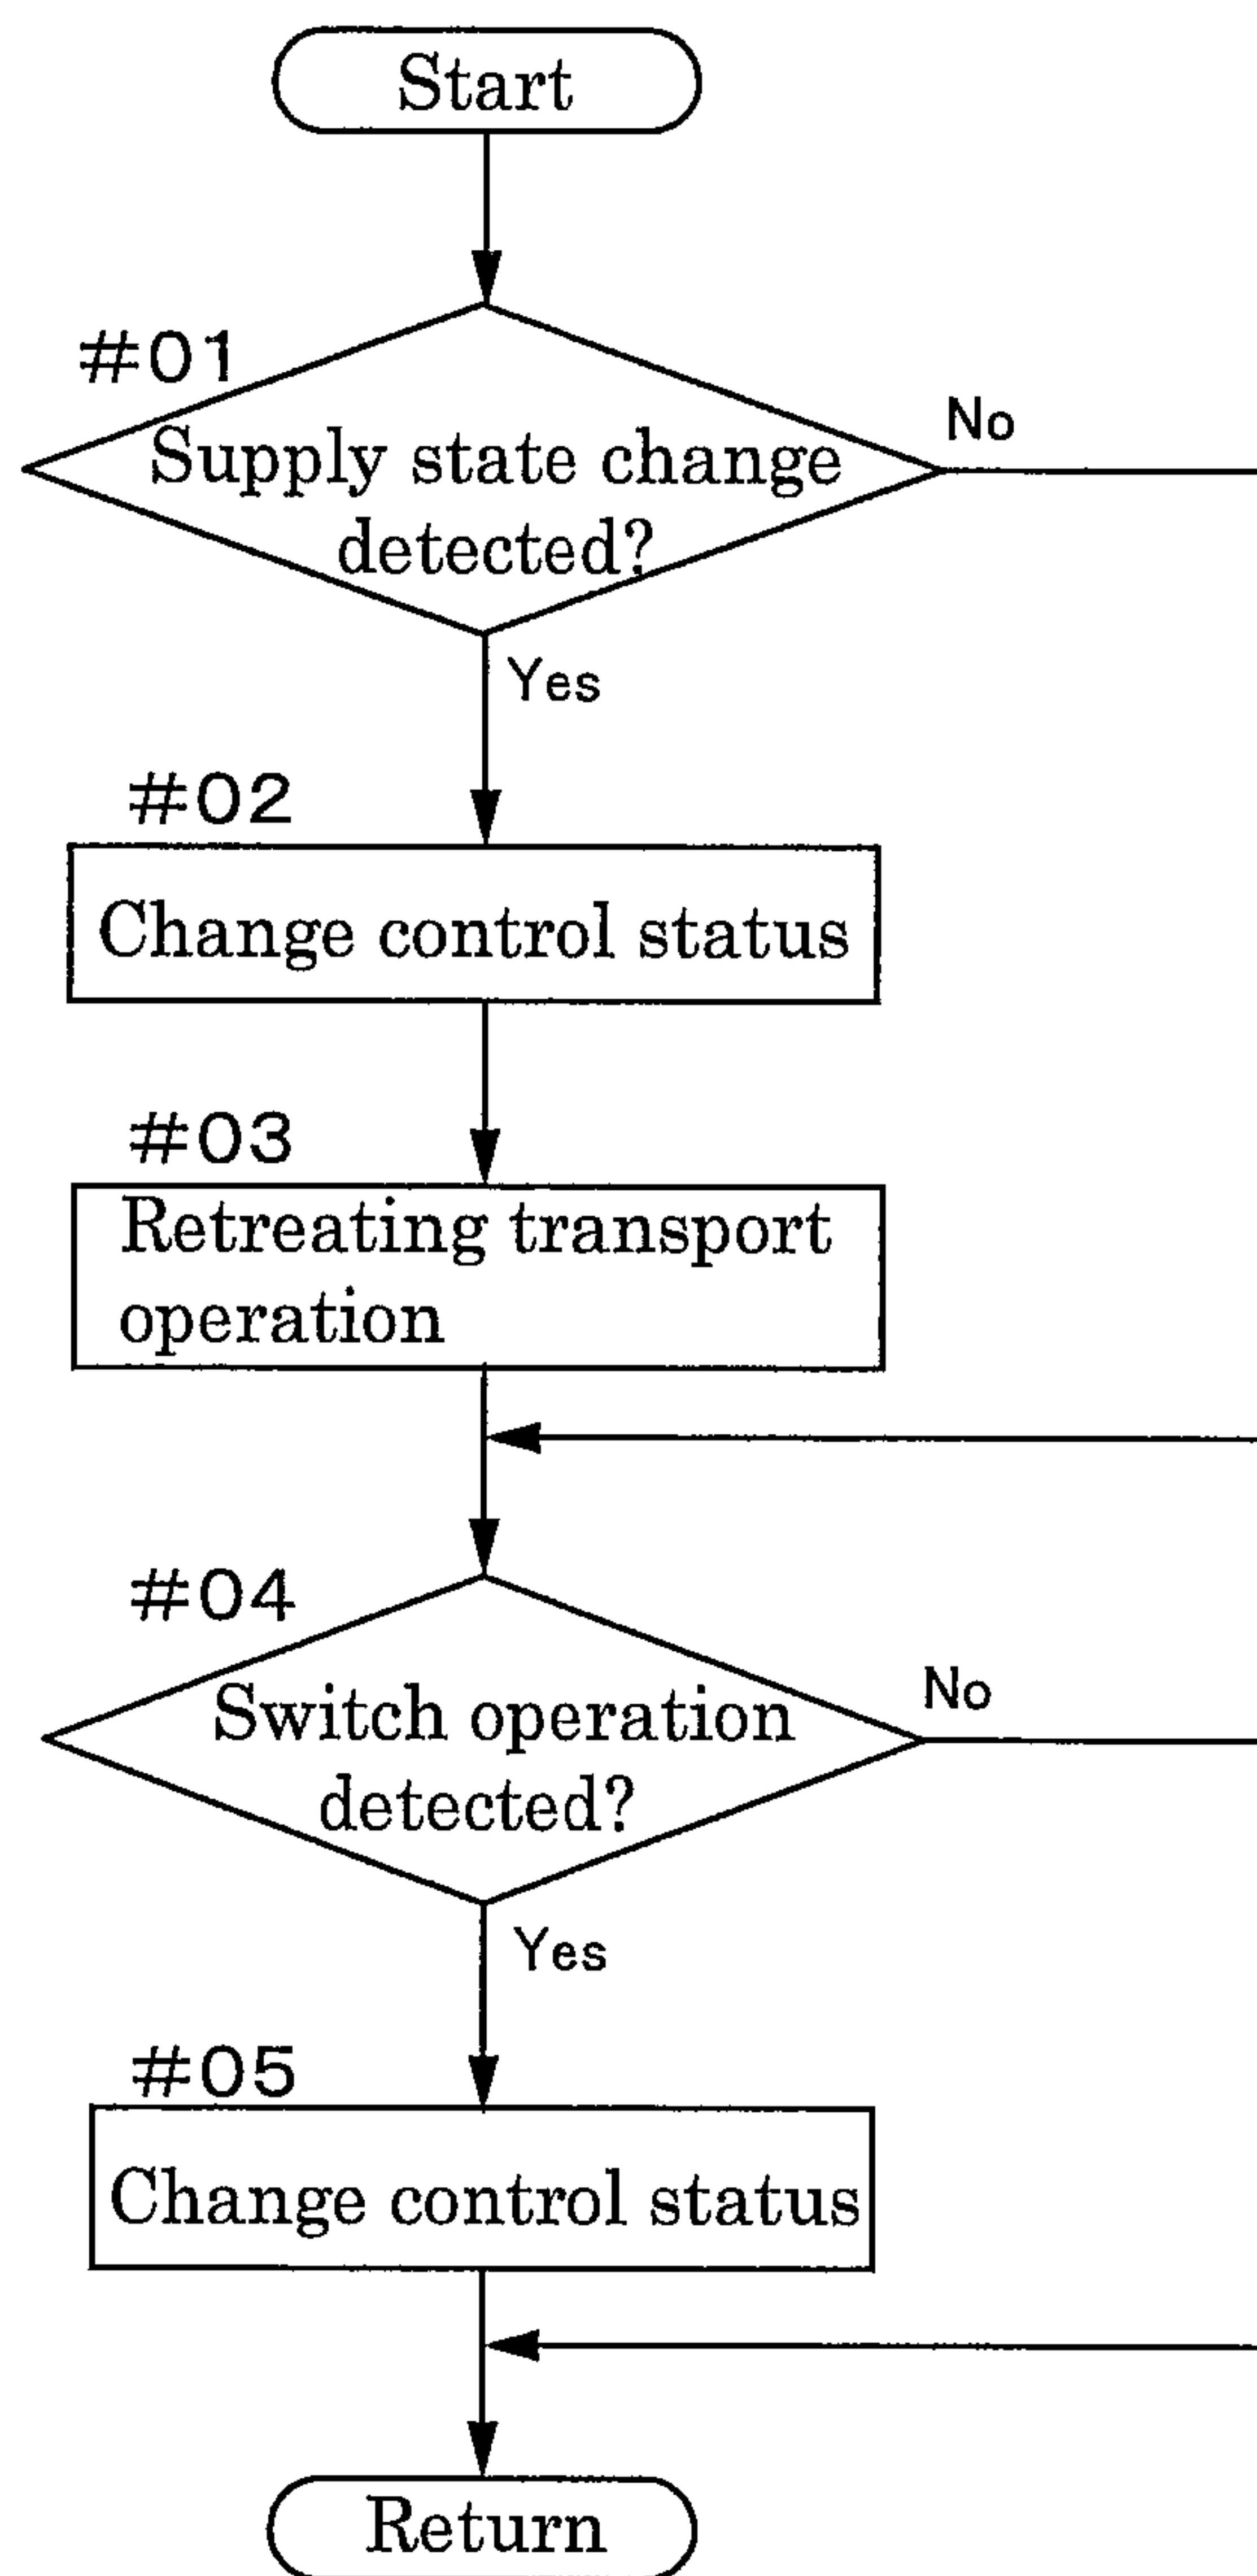 Start
#01
Supply state change
detected?
No
Yes
#02
Change control status
#03
Retreating transport
operation
#04
Switch operation
detected?
No
Yes
#05
Change control status
Return